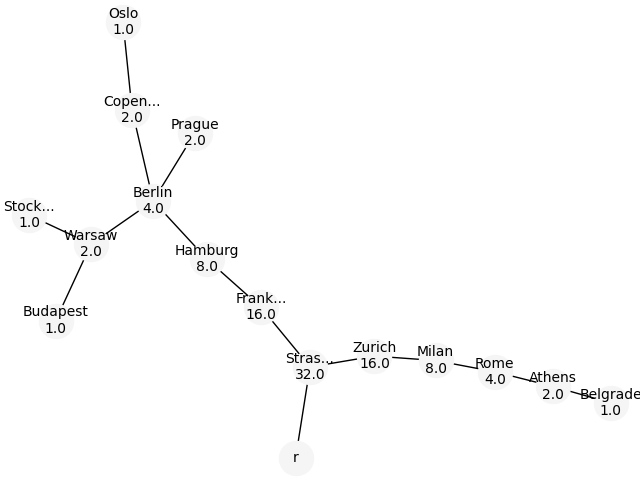 Oslo
1.0
Copen...
2.0
Prague
2.0
Berlin
4.0
Stock...
1.0
Warsaw
2.0
Hamburg
8.0
Budapest
1.0
Frank...
16.0
Stras...
32.0
Zurich
16.0
Milan
8.0
Rome
4.0
Athens
2.0
Belgrade
1.0
r